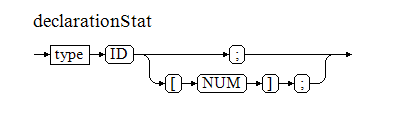 declarationStat
type ID ;
[ NUM ] ;